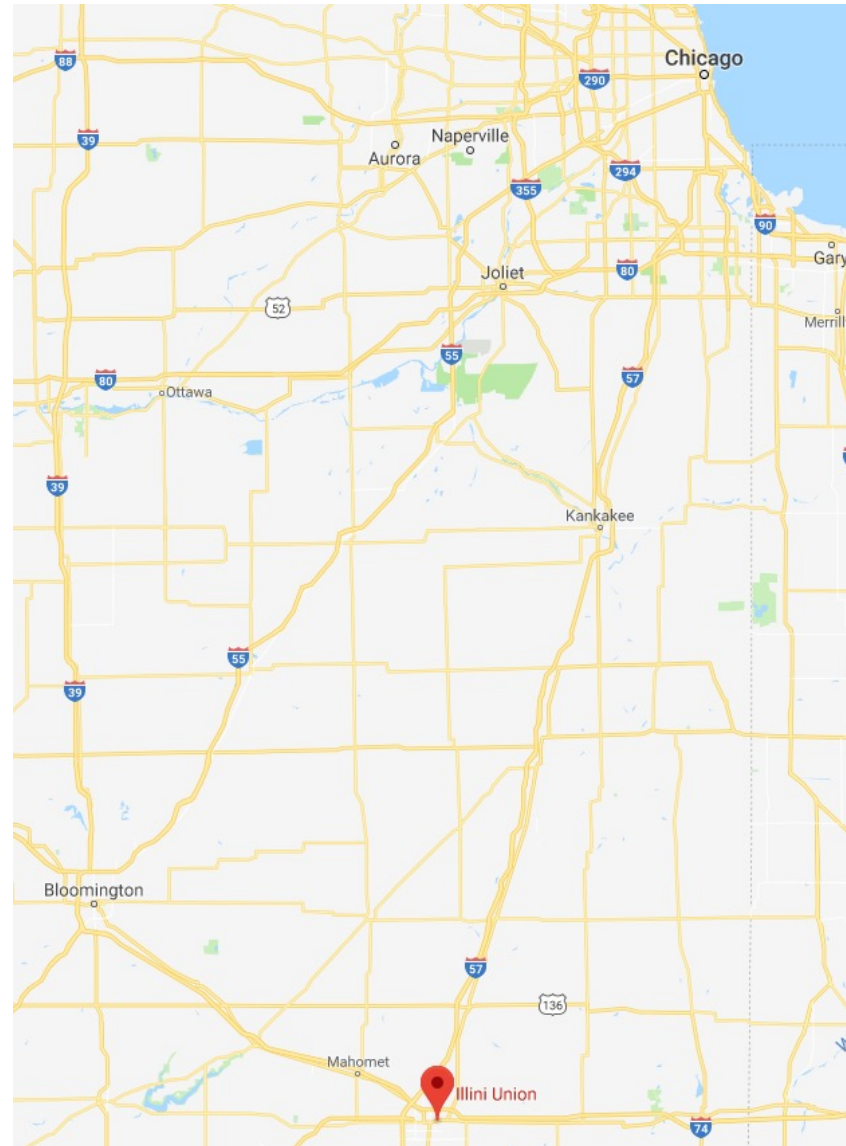 Chicago
88
290
39
Naperville
Aurora
294
355
90
Gary
80
Joliet
52
Merrill
55
80
57
Ottawa
39
Kankakee
55
39
Bloomington
57
136
Mahomet
Illini Union
74